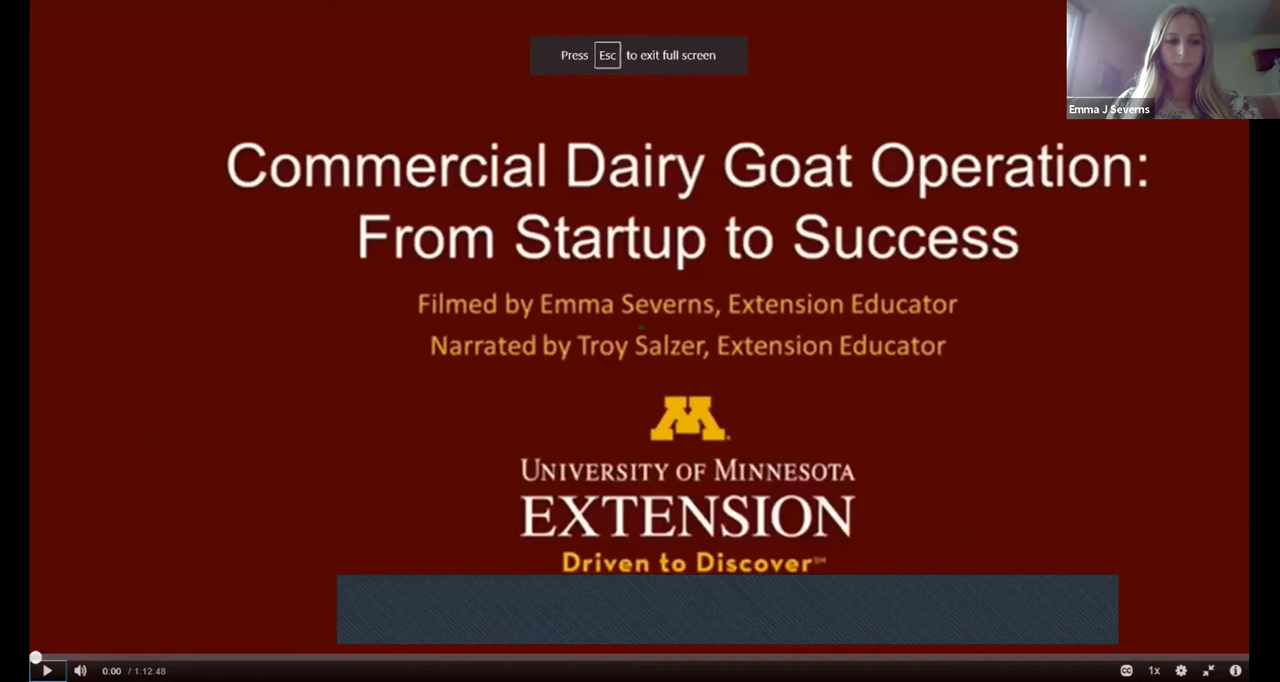 Press Esc to exit full screen
Emma J Severns
Commercial Dairy Goat Operation:
From Startup to Success
Filmed by Emma Severns, Extension Educator
Narrated by Troy Salzer, Extension Educator
M
UNIVERSITY OF MINNESOTA
EXTENSION
Driven to Discover℠
0:00 / 1:12:48
CC 1x